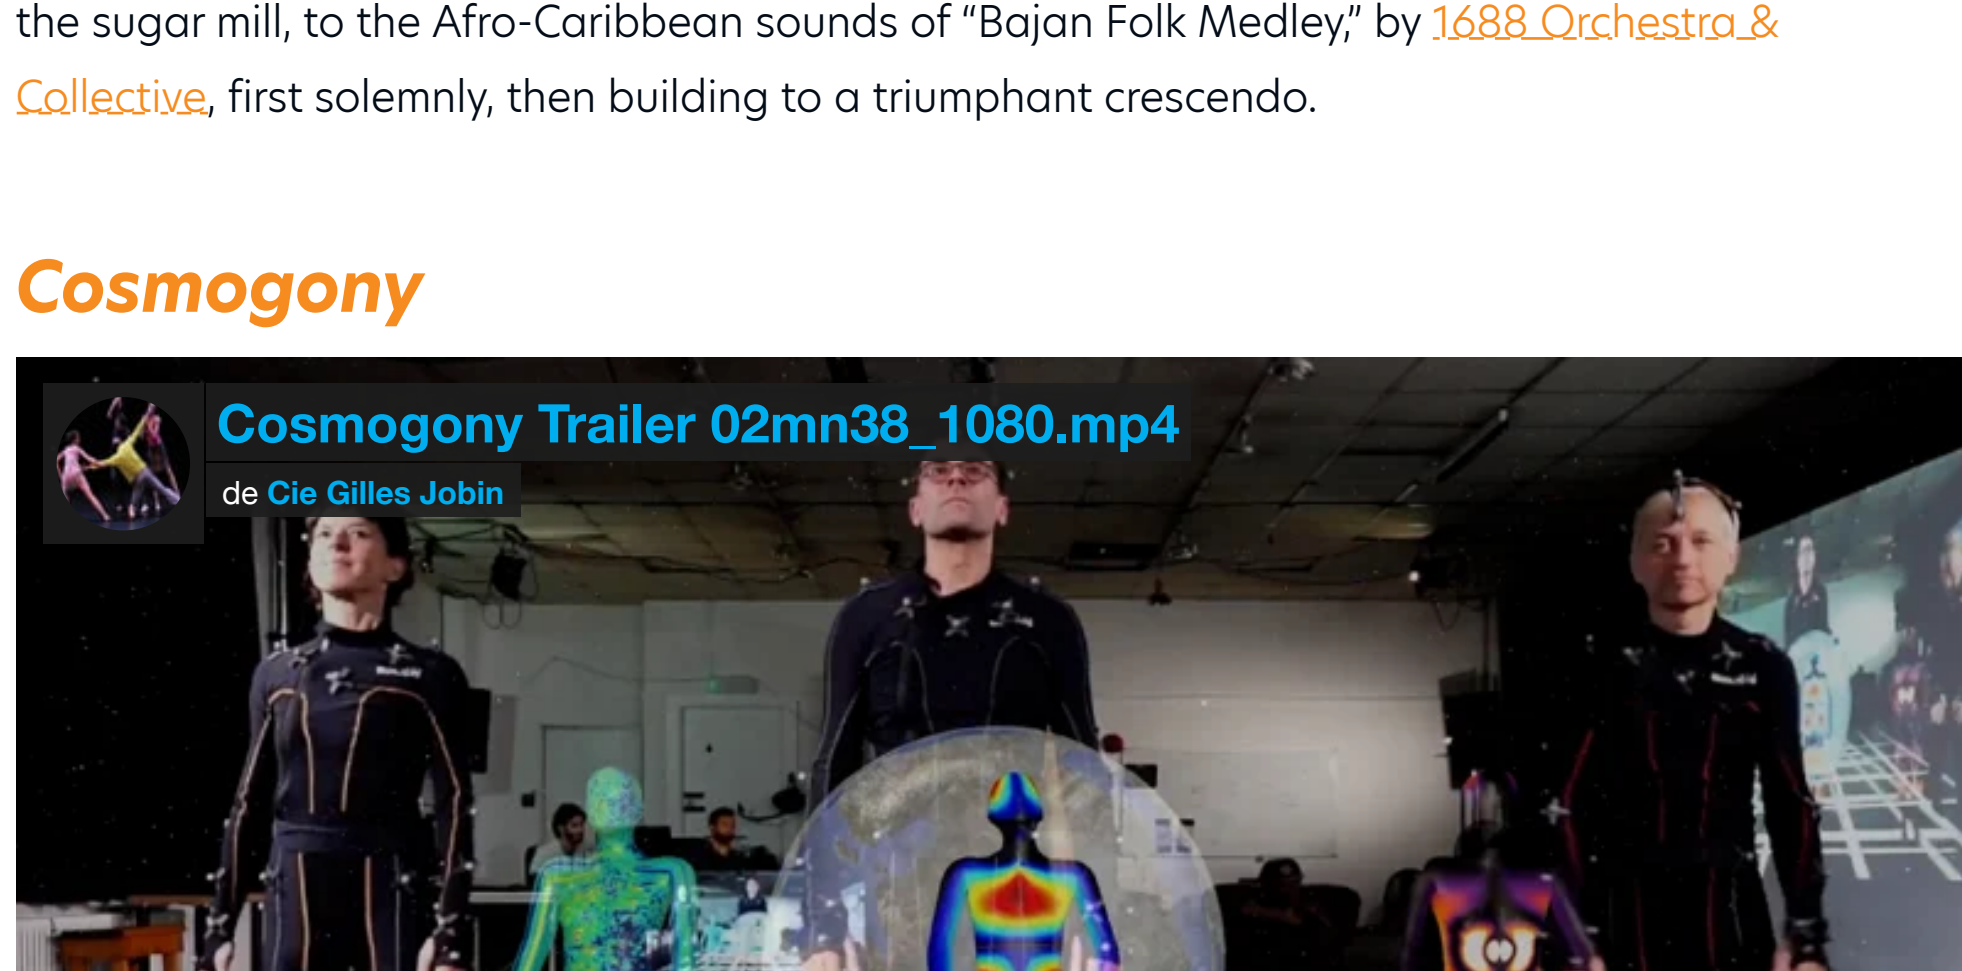 the sugar mill, to the Afro-Caribbean sounds of “Bajan Folk Medley,” by 1688 Orchestra &
Collective, first solemnly, then building to a triumphant crescendo.
Cosmogony
Cosmogony Trailer 02mn38_1080.mp4
de Cie Gilles Jobin